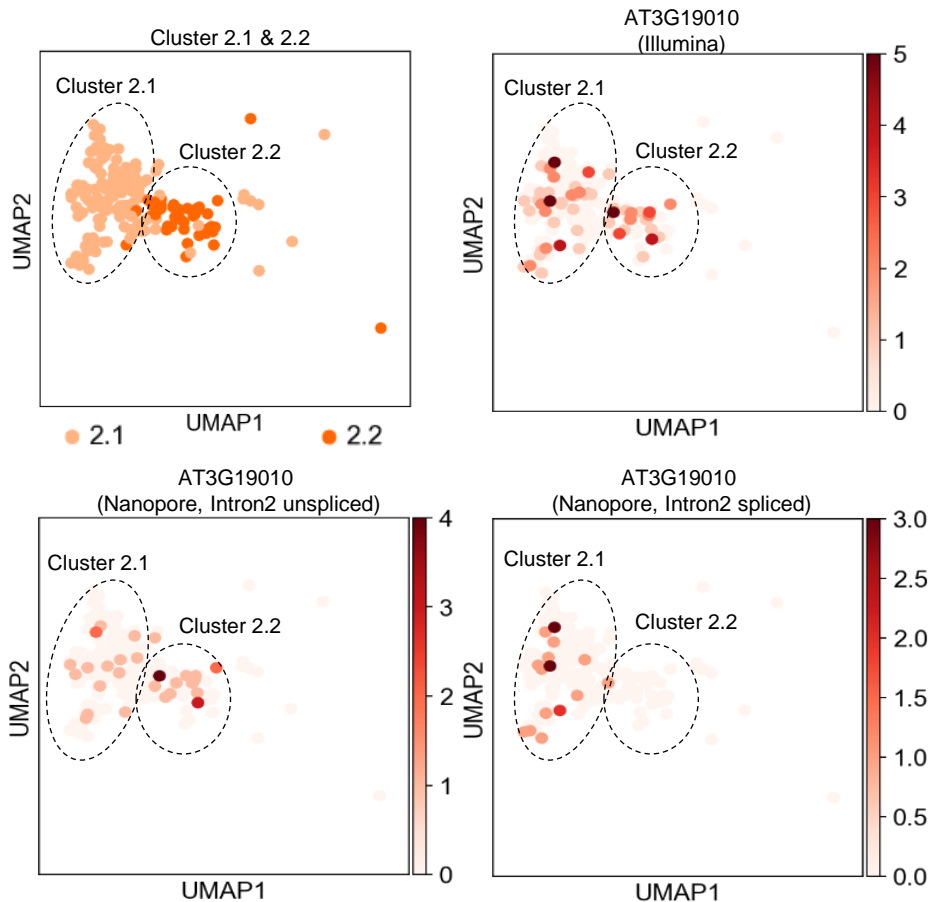 Cluster 2.1 & 2.2
Cluster 2.1
Cluster 2.2
UMAP2
UMAP1
2.1
2.2
AT3G19010
(Illumina)
Cluster 2.1
Cluster 2.2
UMAP2
UMAP1
5
4
3
2
1
0
AT3G19010
(Nanopore, Intron2 unspliced)
Cluster 2.1
Cluster 2.2
UMAP2
UMAP1
4
3
2
1
0
AT3G19010
(Nanopore, Intron2 spliced)
Cluster 2.1
Cluster 2.2
UMAP2
UMAP1
3.0
2.5
2.0
1.5
1.0
0.5
0.0